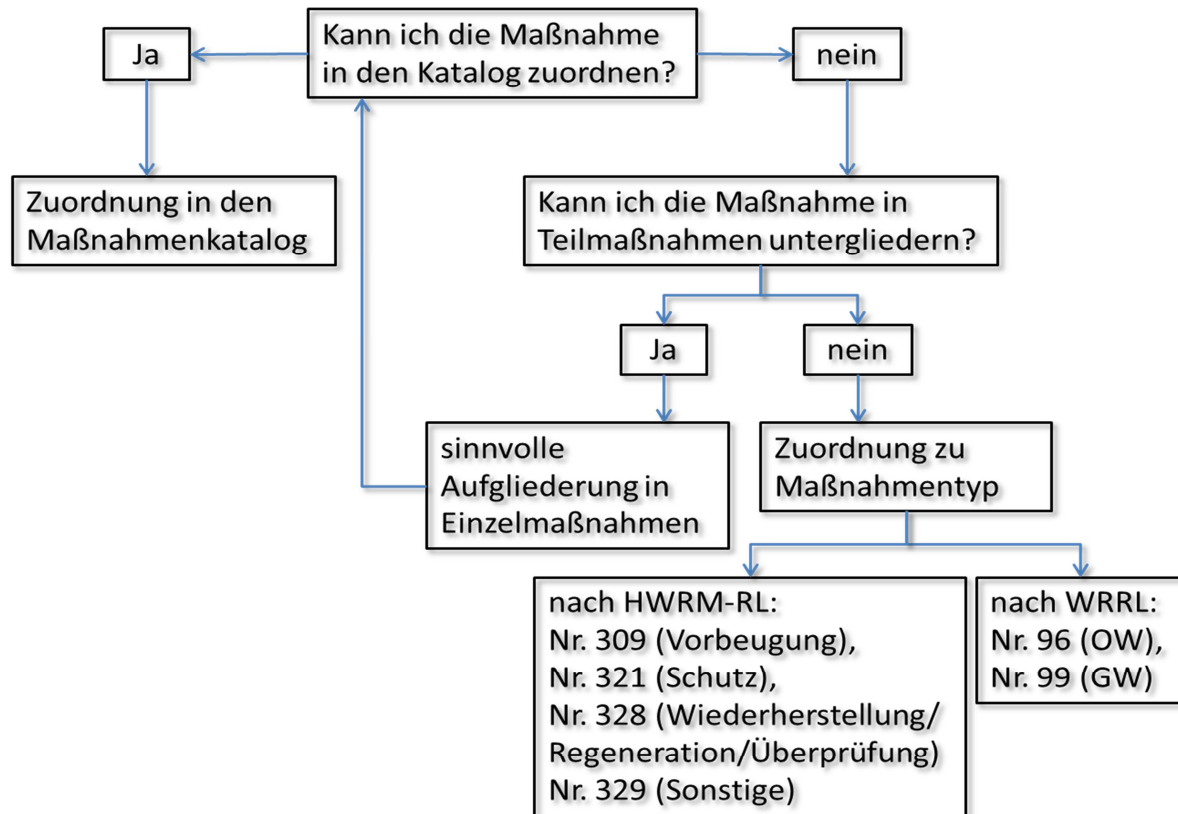 Kann ich die Maßnahme
in den Katalog zuordnen?
Ja
nein
Zuordnung in den
Maßnahmenkatalog
Kann ich die Maßnahme in
Teilmaßnahmen untergliedern?
Ja
nein
sinnvolle
Aufgliederung in
Einzelmaßnahmen
Zuordnung zu
Maßnahmentyp
nach HWRM-RL:
Nr. 309 (Vorbeugung),
Nr. 321 (Schutz),
Nr. 328 (Wiederherstellung/
Regeneration/Überprüfung)
Nr. 329 (Sonstige)
nach WRRL:
Nr. 96 (OW),
Nr. 99 (GW)